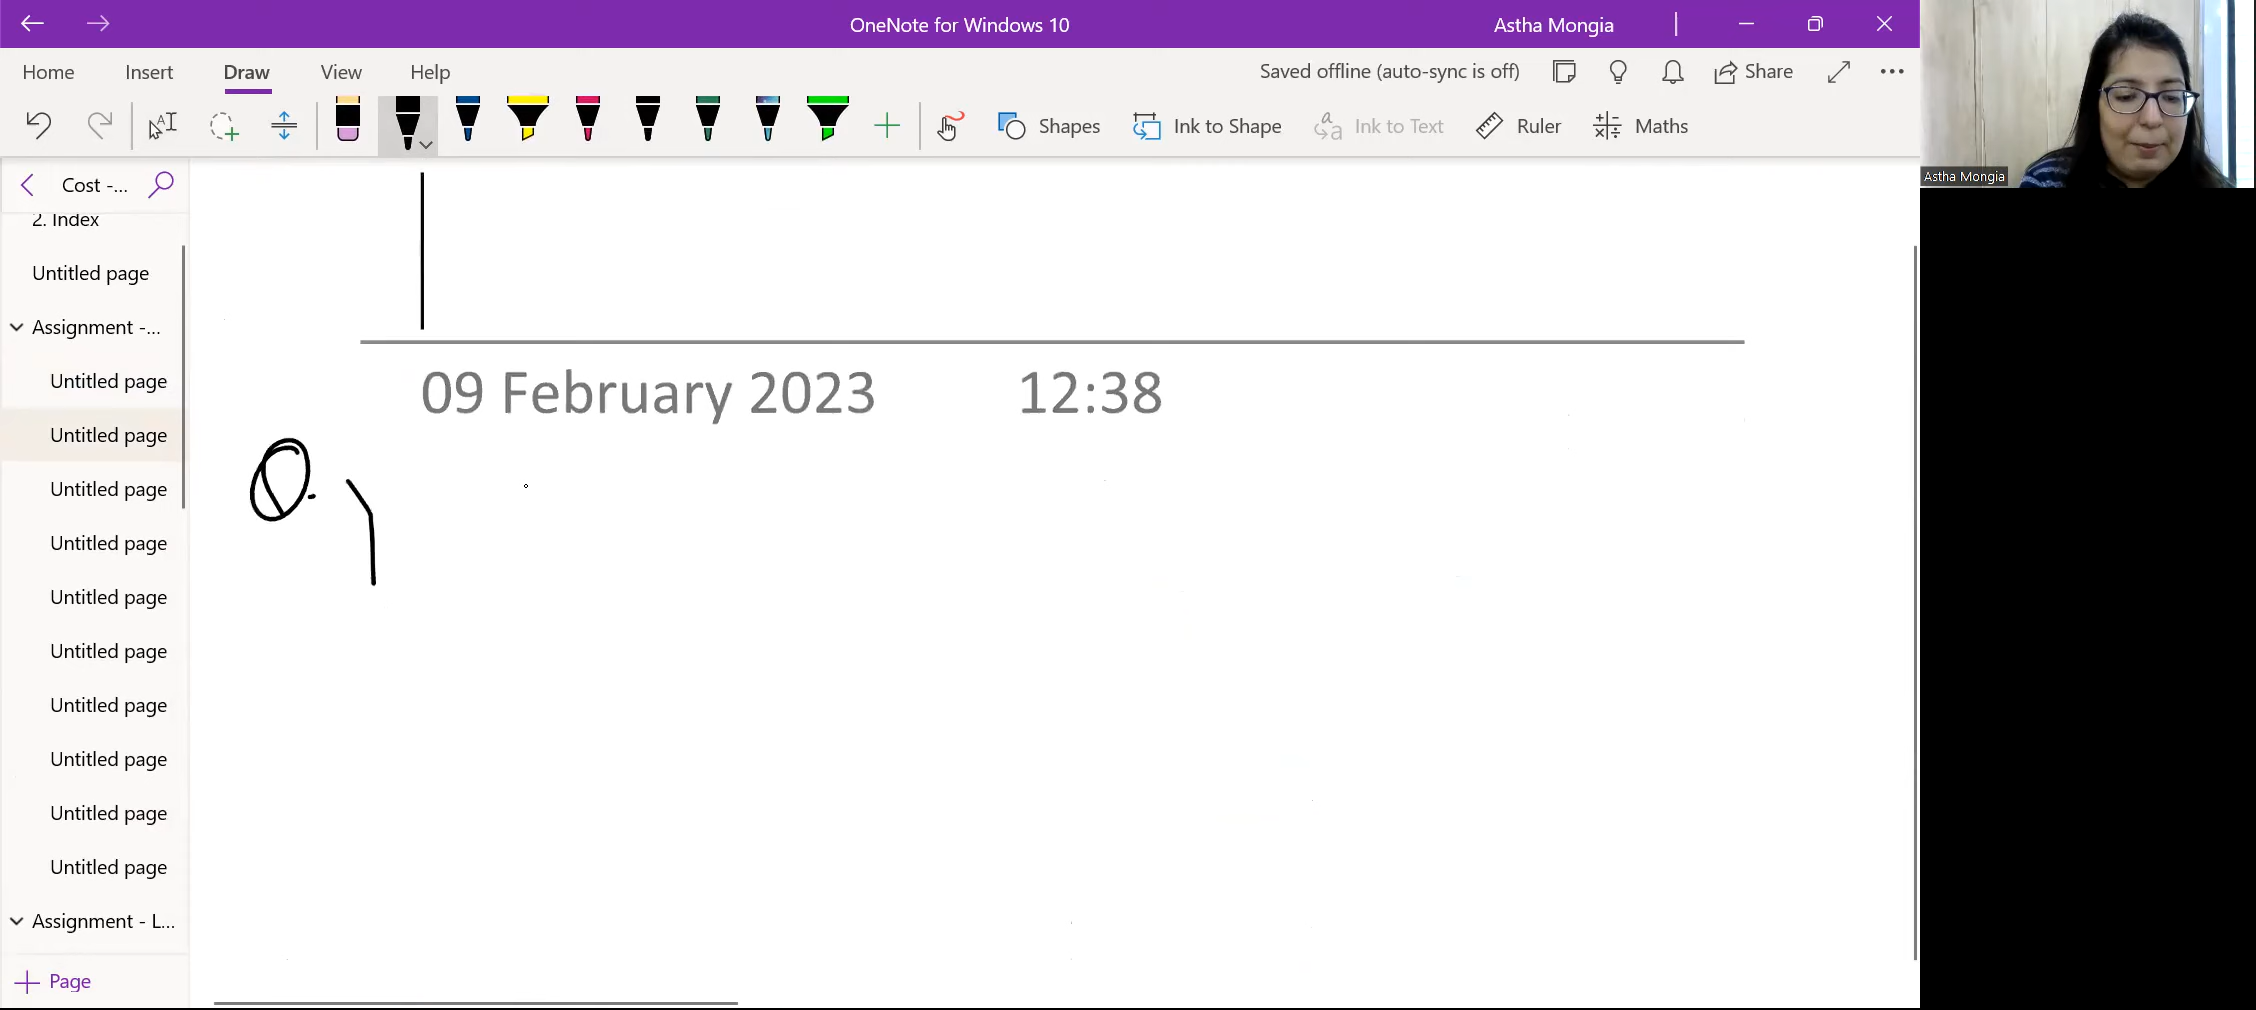 OneNote for Windows 10
Astha Mongia
Home Insert Draw View Help
Saved offline (auto-sync is off)
Share
Shapes
Ink to Shape
Ink to Text
Ruler
Maths
Cost -...
2. Index
Untitled page
Assignment -...
Untitled page
Untitled page
Untitled page
Untitled page
Untitled page
Untitled page
Untitled page
Untitled page
Untitled page
Untitled page
Assignment - L...
Page
09 February 2023 12:38
Q. 1
Astha Mongia